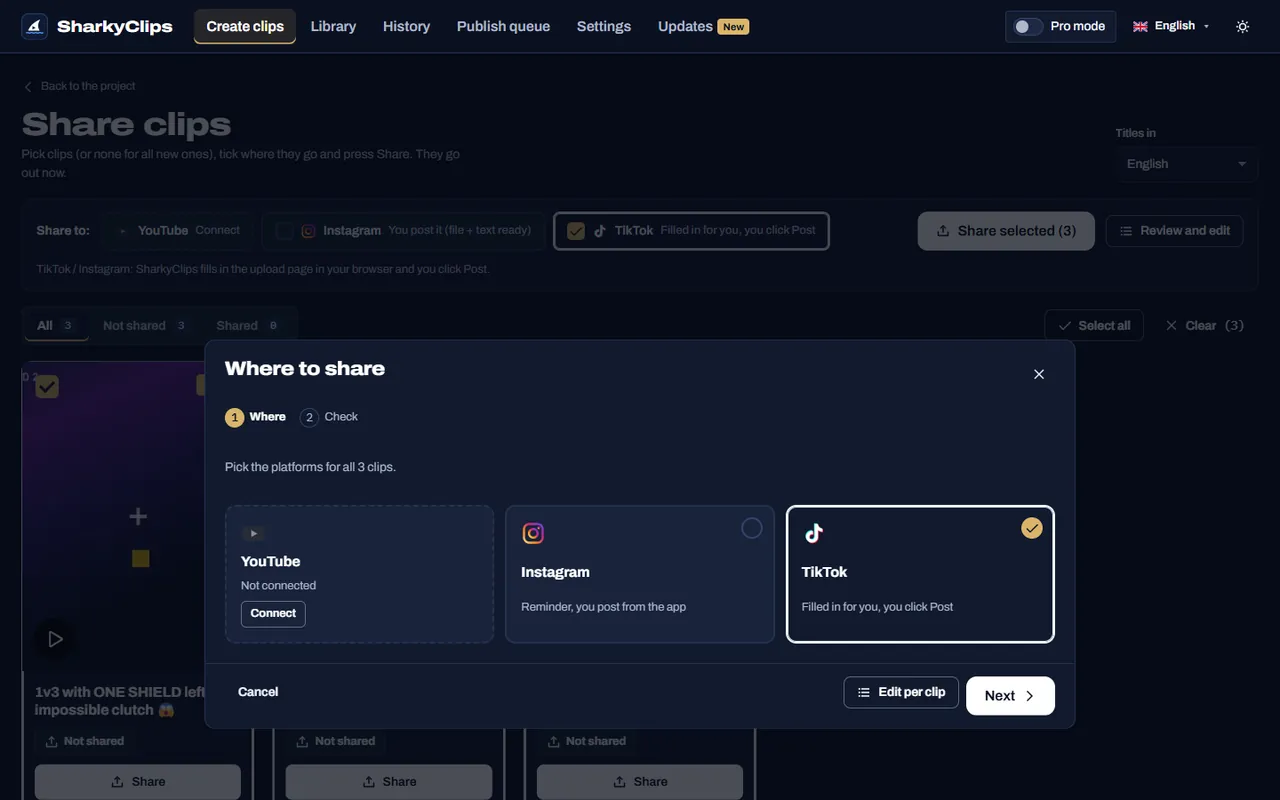 SharkyClips
Create clips
Library
History
Publish queue
Settings
Updates New
Pro mode
English
Back to the project
Share clips
Pick clips (or none for all new ones), tick where they go and press Share. They go
out now.
Titles in
English
Share to:
YouTube Connect
Instagram You post it (file + text ready)
TikTok Filled in for you, you click Post
Share selected (3)
Review and edit
TikTok / Instagram: SharkyClips fills in the upload page in your browser and you click Post.
All 3
Not shared 3
Shared 0
Select all
Clear (3)
Where to share
1 Where
2 Check
Pick the platforms for all 3 clips.
YouTube
Not connected
Connect
Instagram
Reminder, you post from the app
TikTok
Filled in for you, you click Post
Cancel
Edit per clip
Next
1v3 with ONE SHIELD left
impossible clutch 😱
Not shared
Not shared
Not shared
Share
Share
Share